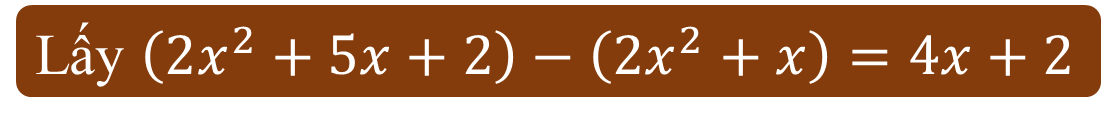 Lấy (2x² + 5x + 2) − (2x² + x) = 4x + 2